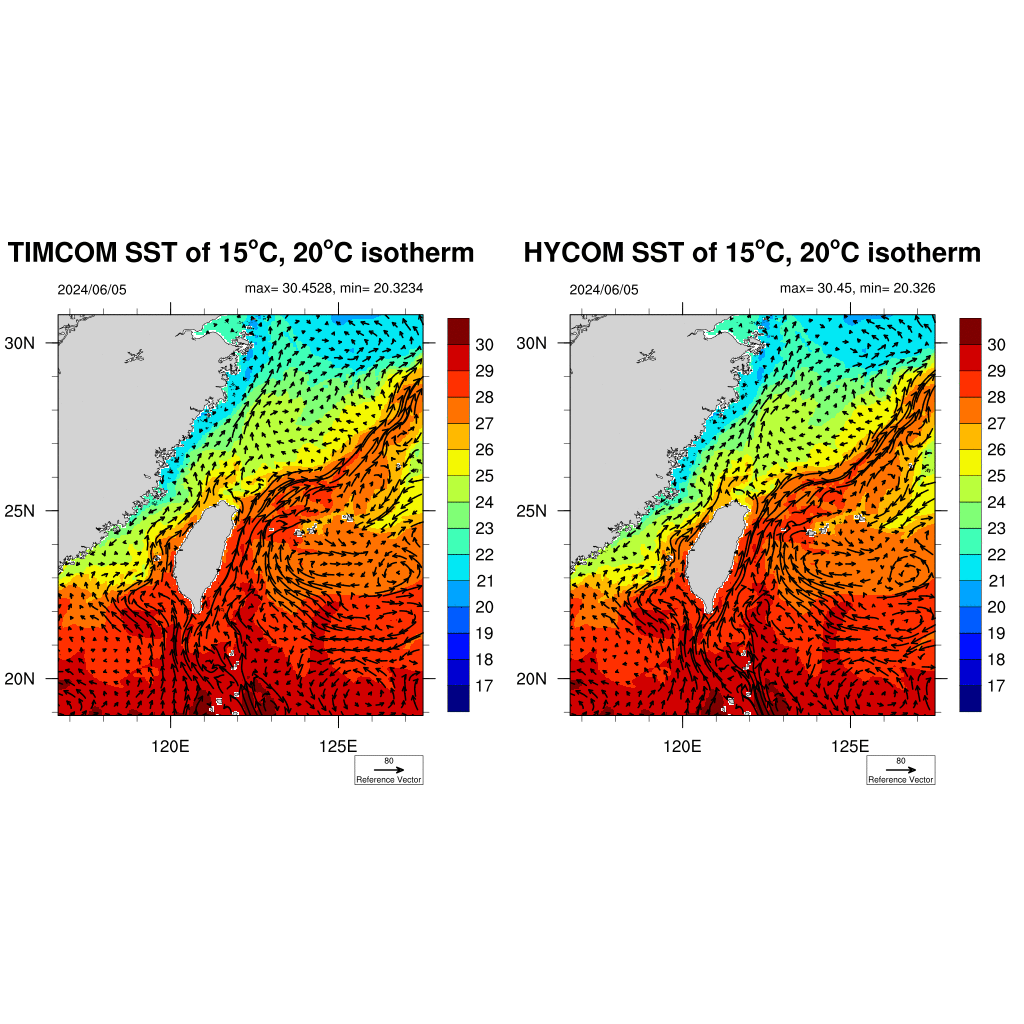 TIMCOM SST of 15°C, 20°C isotherm
2024/06/05
max= 30.4528, min= 20.3234
30N
25N
20N
120E
125E
30
29
28
27
26
25
24
23
22
21
20
19
18
17
80
Reference Vector
HYCOM SST of 15°C, 20°C isotherm
2024/06/05
max= 30.45, min= 20.326
30N
25N
20N
120E
125E
30
29
28
27
26
25
24
23
22
21
20
19
18
17
80
Reference Vector